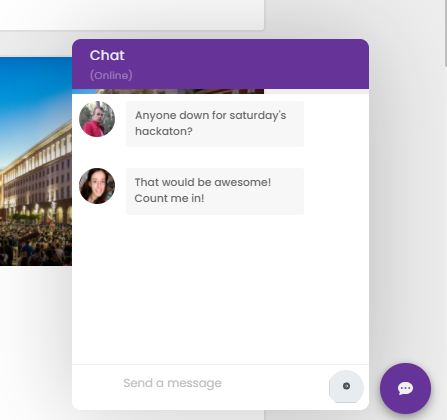 Chat
(Online)
Anyone down for saturday's
hackaton?
That would be awesome!
Count me in!
Send a message